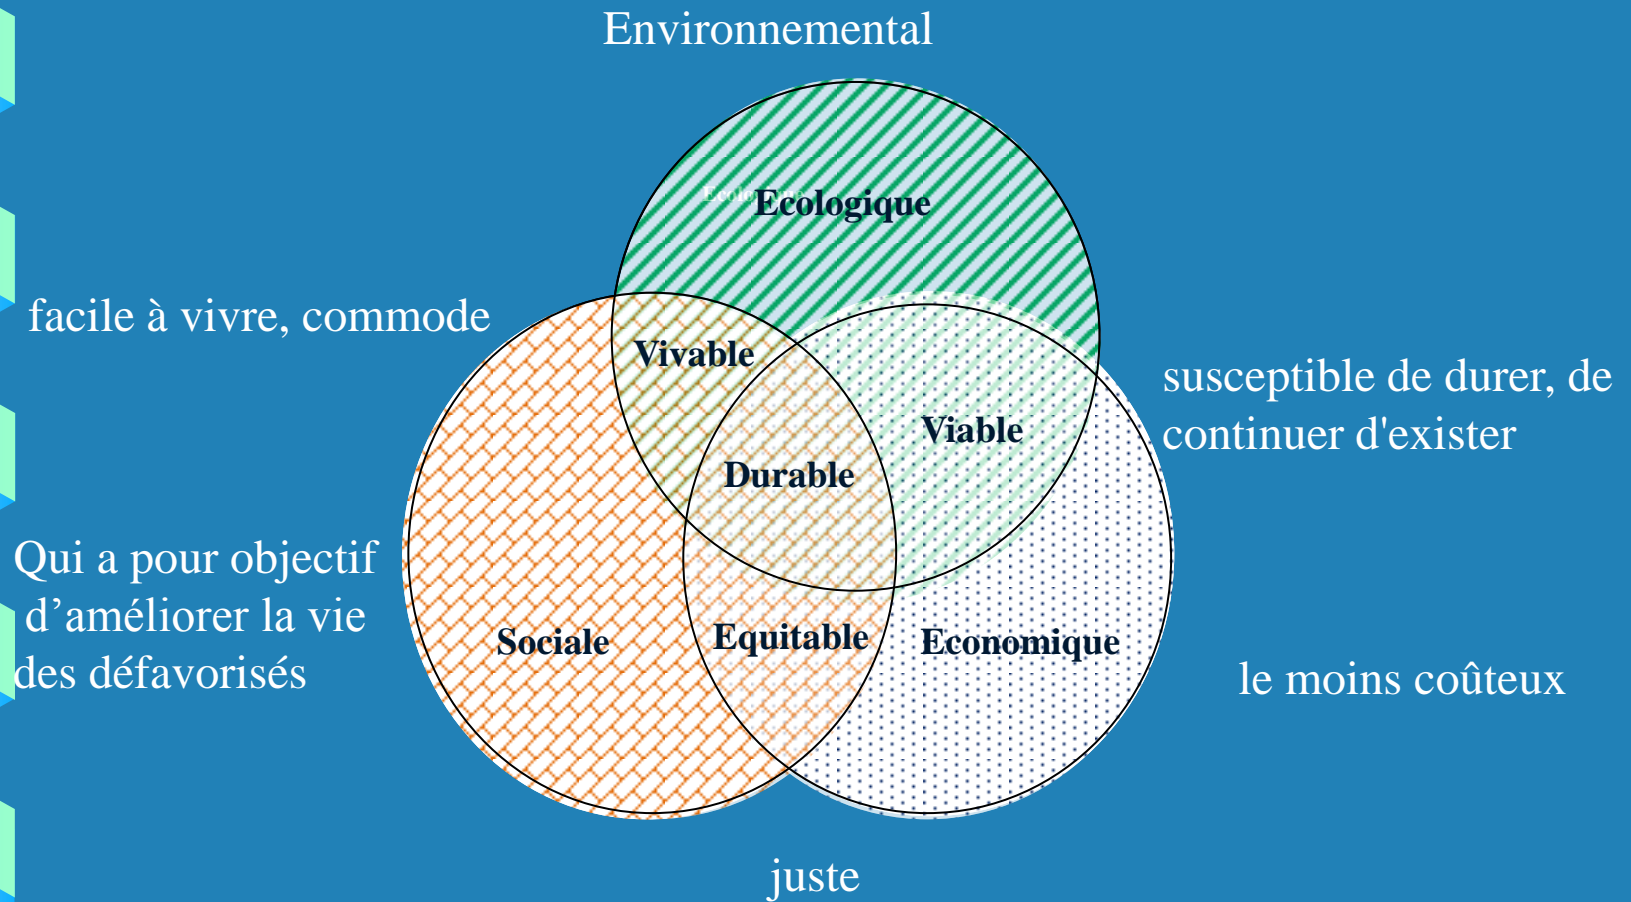 Environnemental
Ecologique
Ecologique
facile à vivre, commode
Vivable
susceptible de durer, de
continuer d'exister
Viable
Durable
Qui a pour objectif
d’améliorer la vie
des défavorisés
Sociale
Equitable
Economique
le moins coûteux
juste